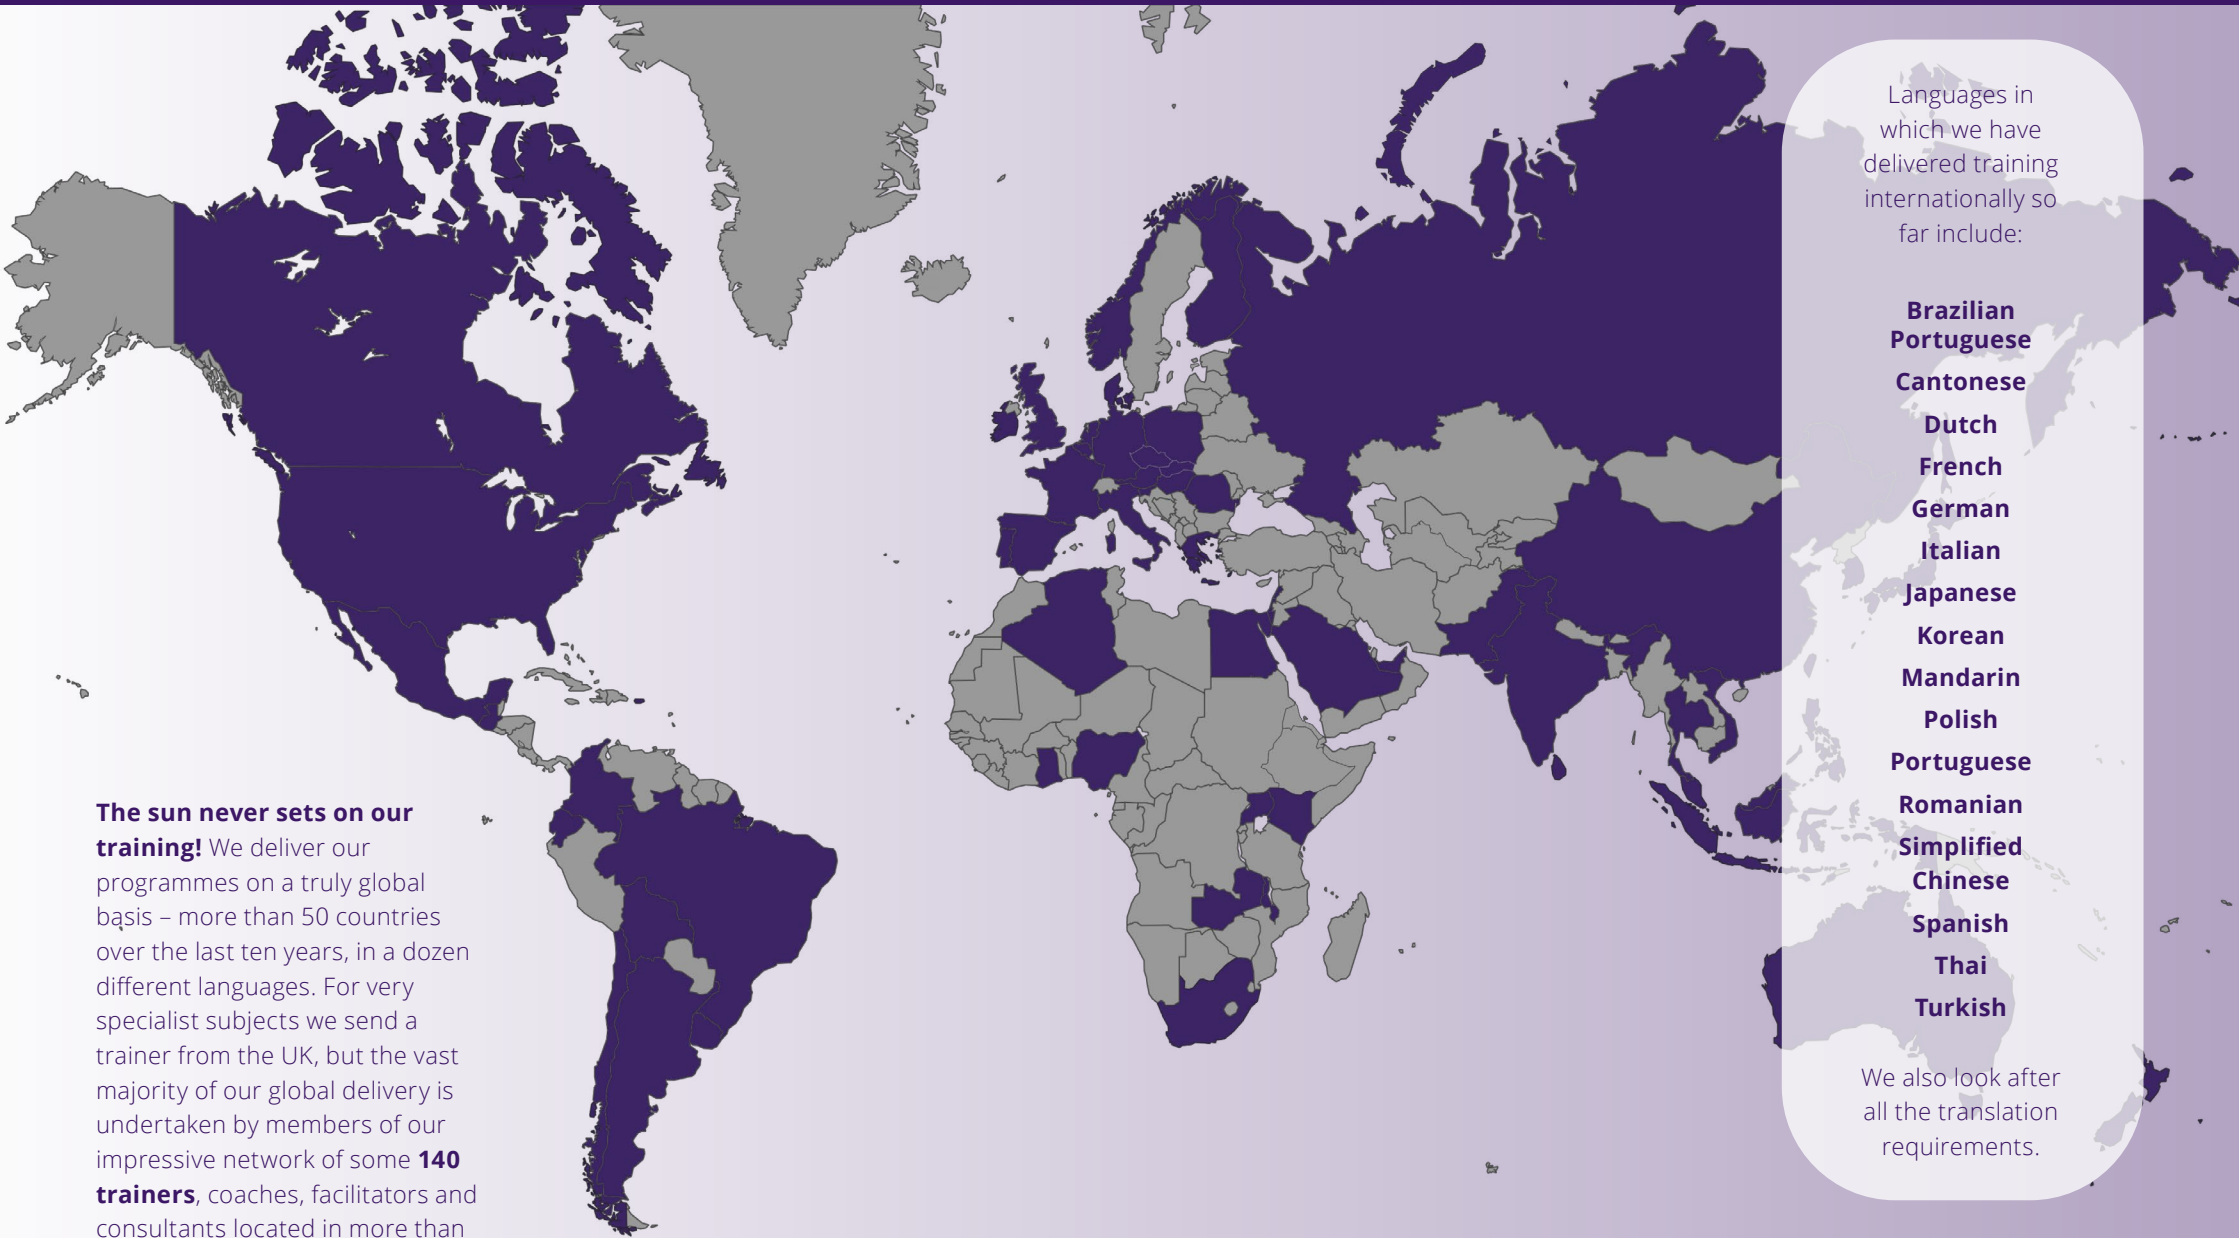 The sun never sets on our
training! We deliver our
programmes on a truly global
basis – more than 50 countries
over the last ten years, in a dozen
different languages. For very
specialist subjects we send a
trainer from the UK, but the vast
majority of our global delivery is
undertaken by members of our
impressive network of some 140
trainers, coaches, facilitators and
consultants located in more than
Languages in
which we have
delivered training
internationally so
far include:
Brazilian
Portuguese
Cantonese
Dutch
French
German
Italian
Japanese
Korean
Mandarin
Polish
Portuguese
Romanian
Simplified
Chinese
Spanish
Thai
Turkish
We also look after
all the translation
requirements.